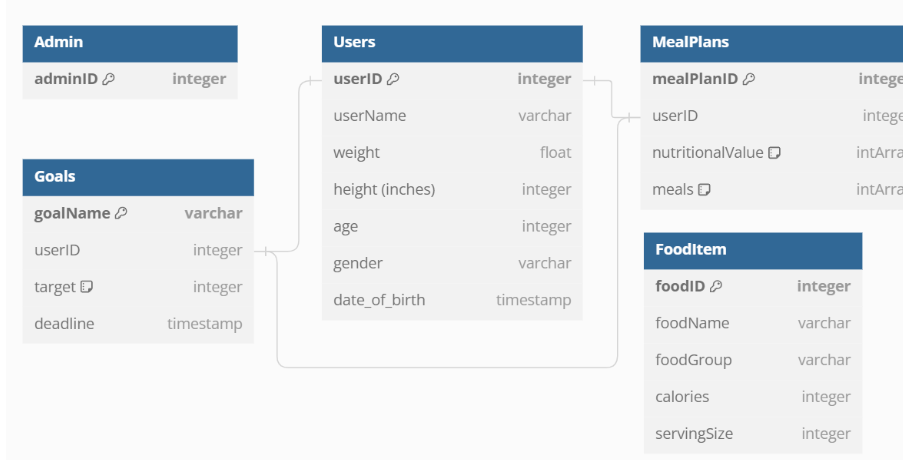 Admin
adminID integer
Goals
goalName varchar
userID integer
target integer
deadline timestamp
Users
userID integer
userName varchar
weight float
height (inches) integer
age integer
gender varchar
date_of_birth timestamp
MealPlans
mealPlanID intege
userID intege
nutritionalValue intArra
meals intArra
FoodItem
foodID integer
foodName varchar
foodGroup varchar
calories integer
servingSize integer